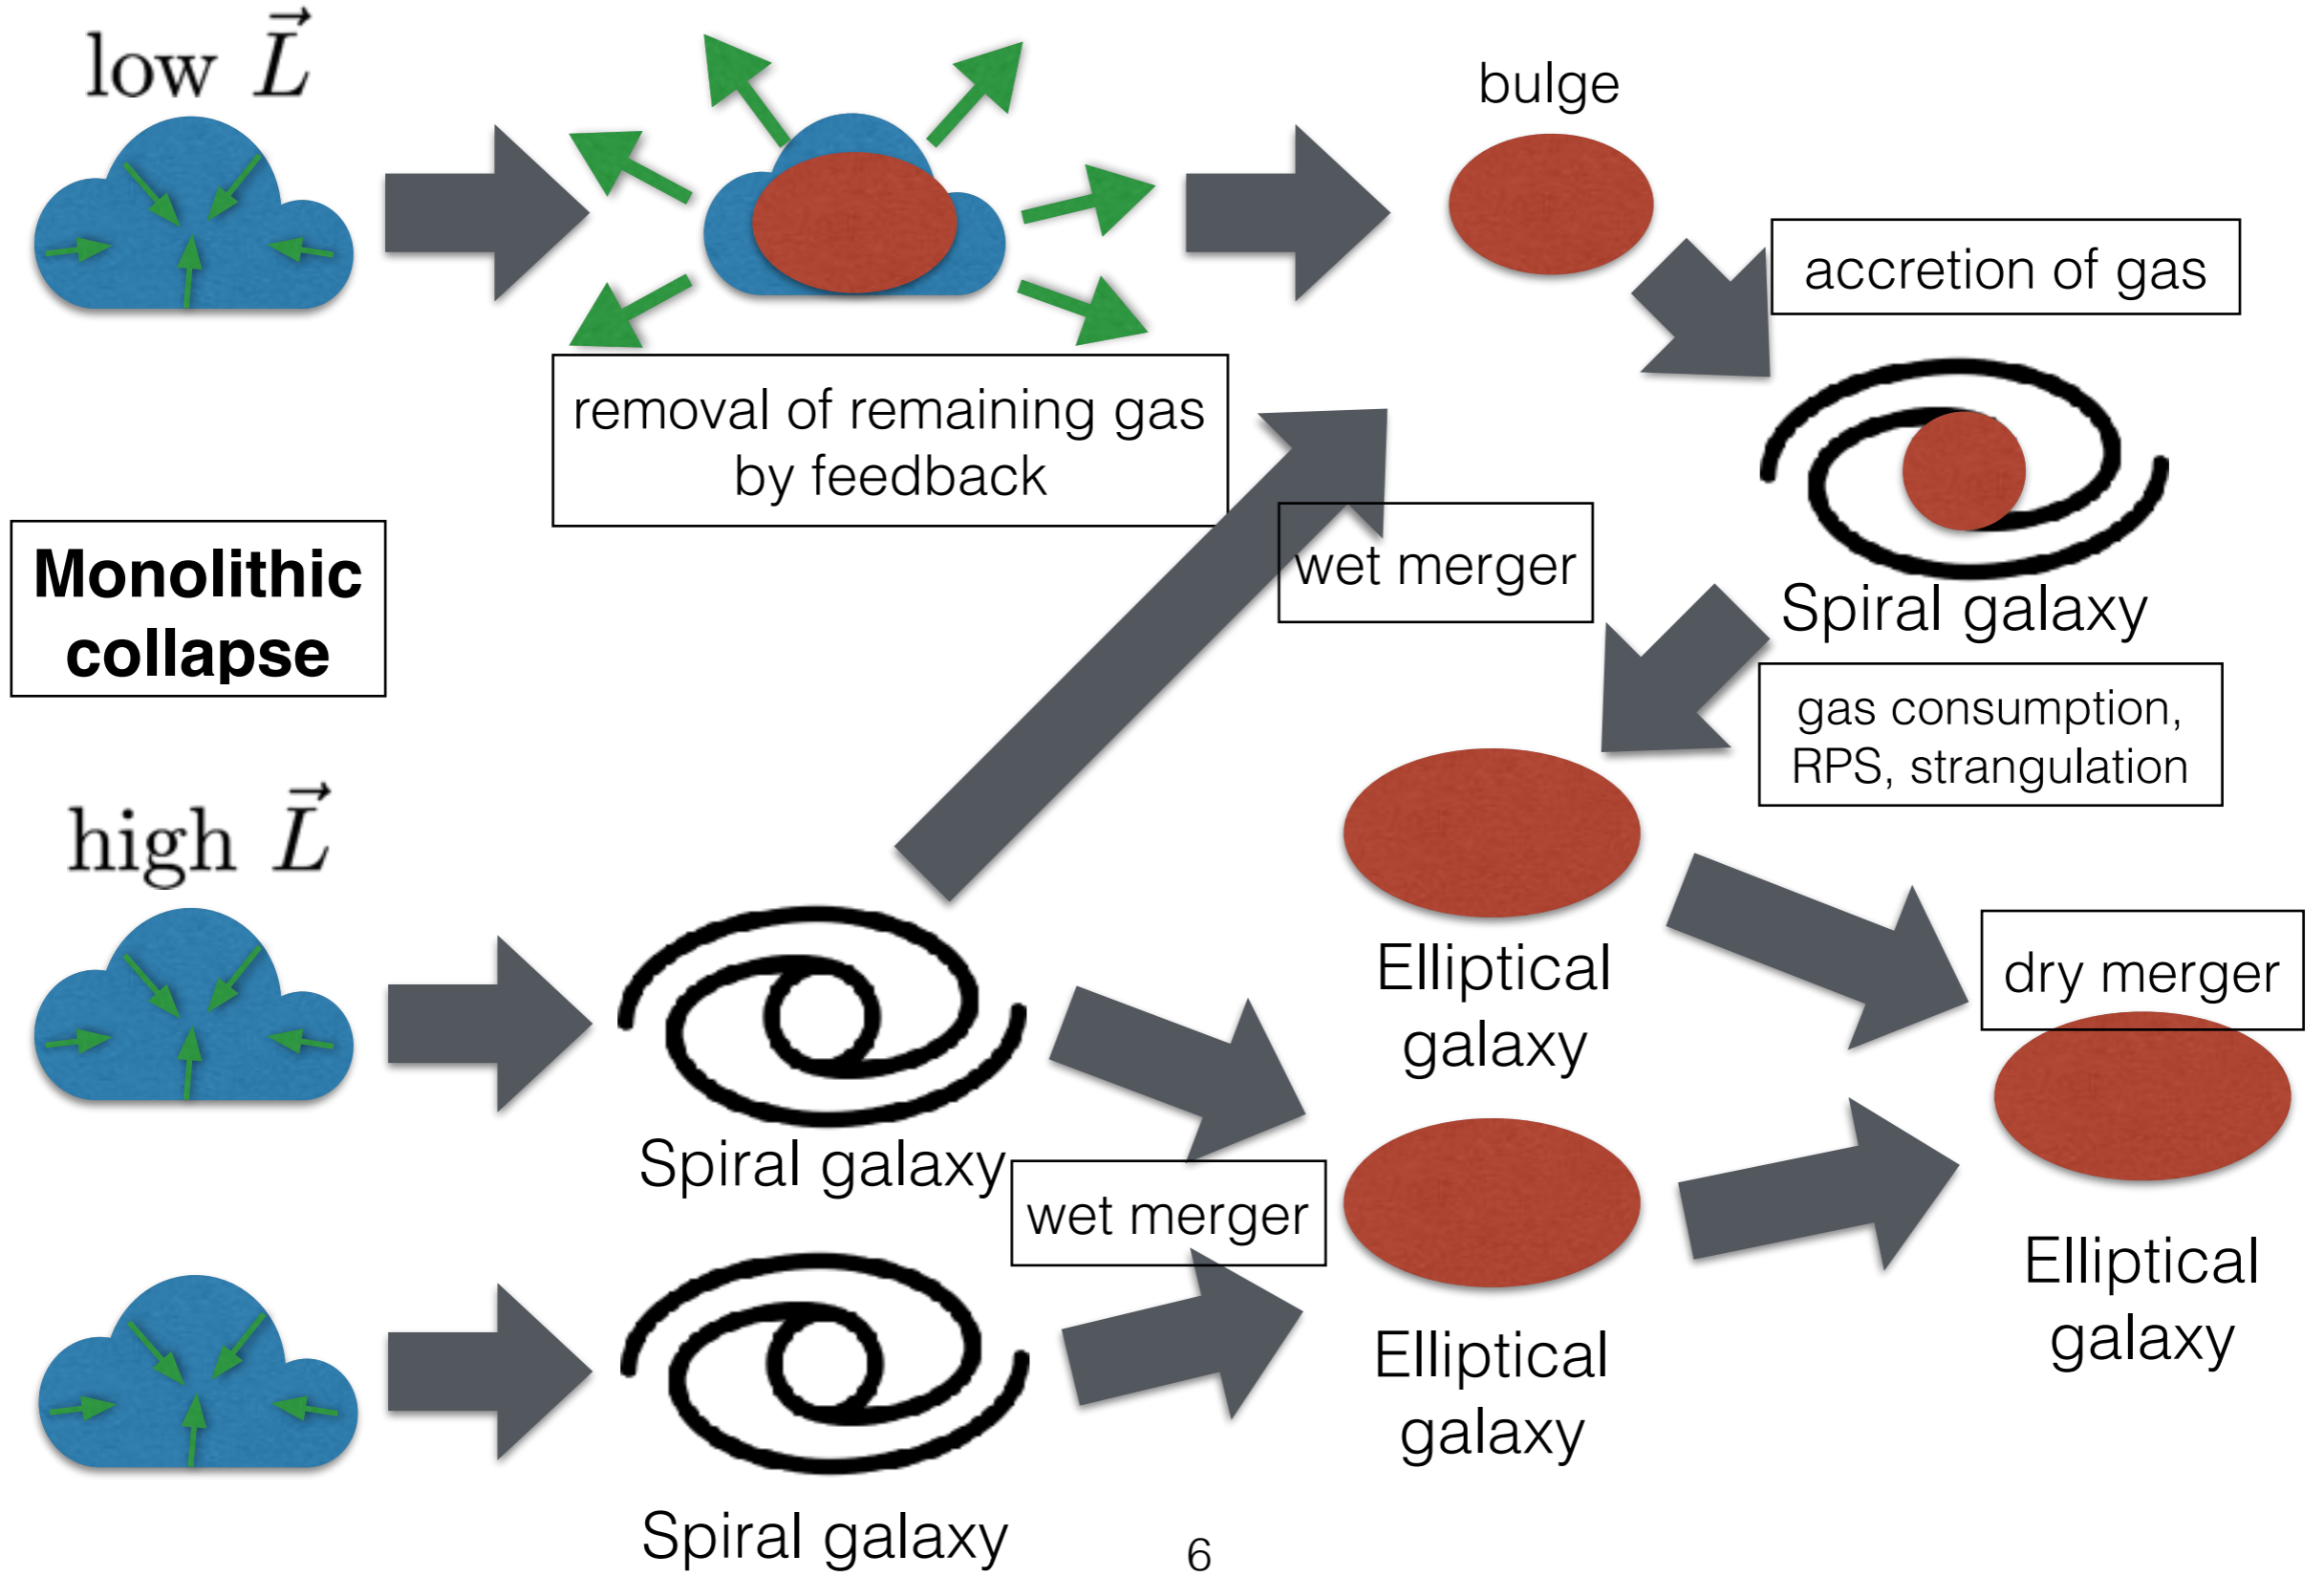 low L⃗
bulge
accretion of gas
removal of remaining gas
by feedback
wet merger
Spiral galaxy
Monolithic
collapse
gas consumption,
RPS, strangulation
high L⃗
Elliptical
galaxy
dry merger
Spiral galaxy
wet merger
Elliptical
galaxy
Elliptical
galaxy
Spiral galaxy
6